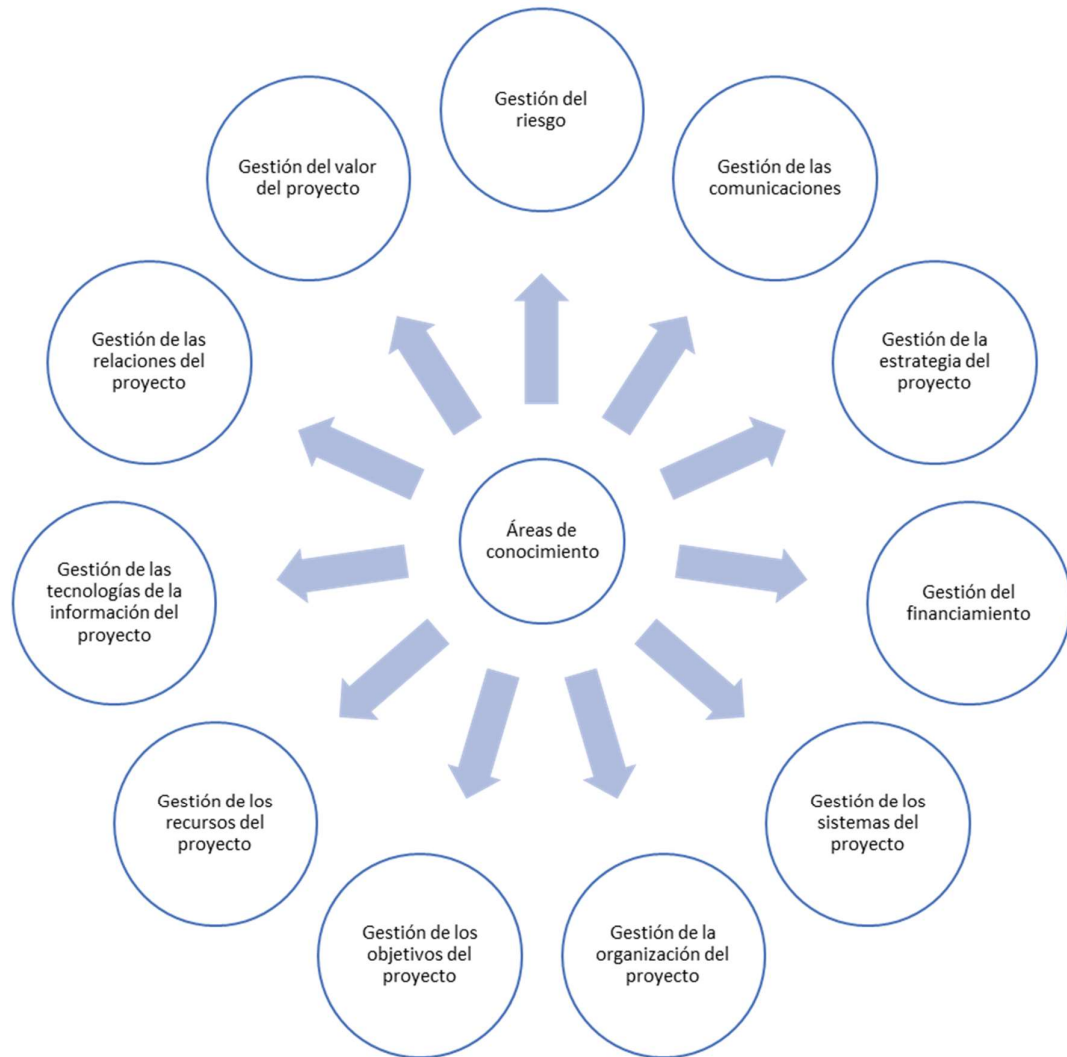 Gestión del
riesgo
Gestión de las
comunicaciones
Gestión de la
estrategia del
proyecto
Gestión del
financiamiento
Gestión de los
sistemas del
proyecto
Gestión de la
organización del
proyecto
Gestión de los
objetivos del
proyecto
Gestión de los
recursos del
proyecto
Gestión de las
tecnologías de la
información del
proyecto
Gestión de las
relaciones del
proyecto
Gestión del valor
del proyecto
Áreas de
conocimiento